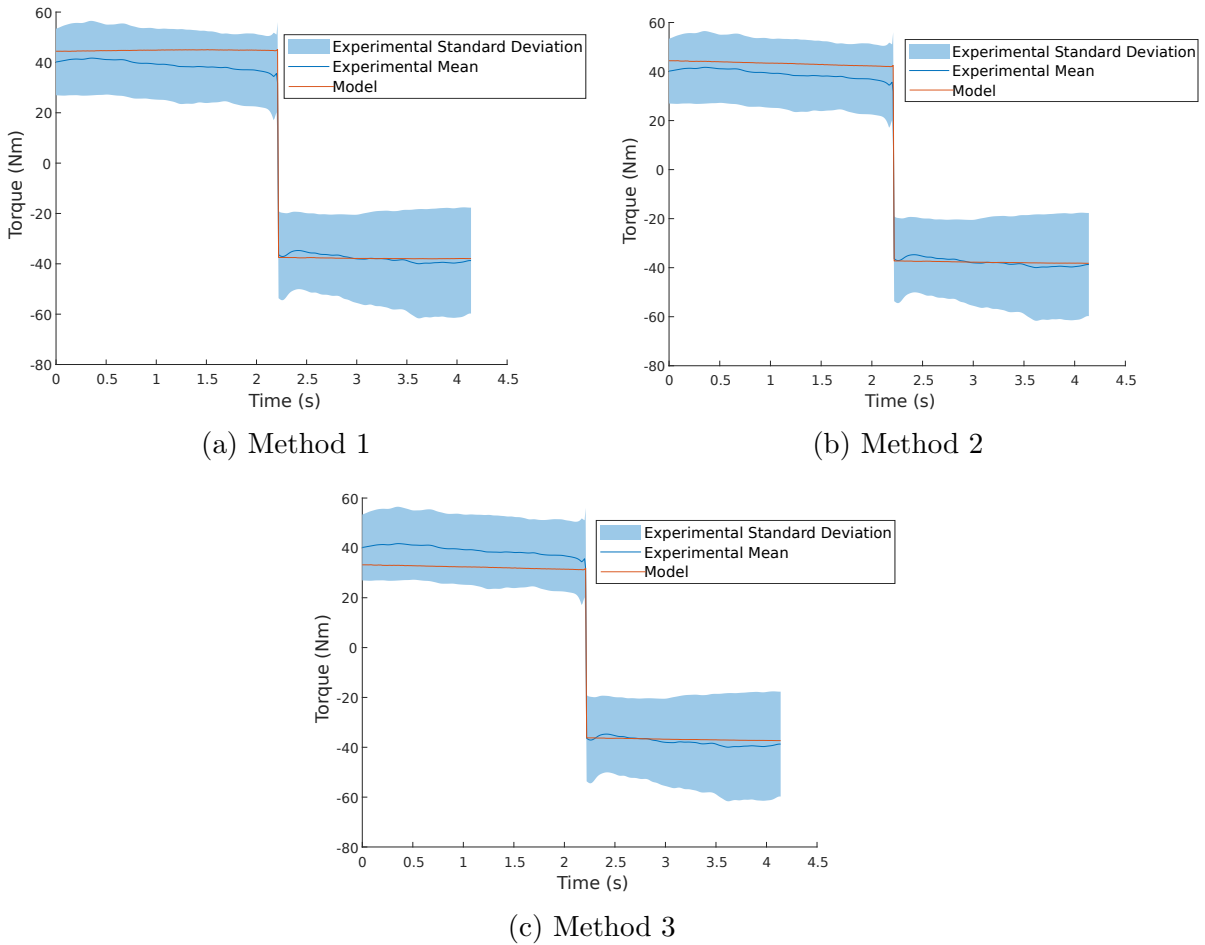 60
40
20
0
-20
-40
-60
-80
Torque (Nm)
0 0.5 1 1.5 2 2.5 3 3.5 4 4.5
Time (s)
Experimental Standard Deviation
Experimental Mean
Model
(a) Method 1
60
40
20
0
-20
-40
-60
-80
Torque (Nm)
0 0.5 1 1.5 2 2.5 3 3.5 4 4.5
Time (s)
Experimental Standard Deviation
Experimental Mean
Model
(b) Method 2
60
40
20
0
-20
-40
-60
-80
Torque (Nm)
0 0.5 1 1.5 2 2.5 3 3.5 4 4.5
Time (s)
Experimental Standard Deviation
Experimental Mean
Model
(c) Method 3